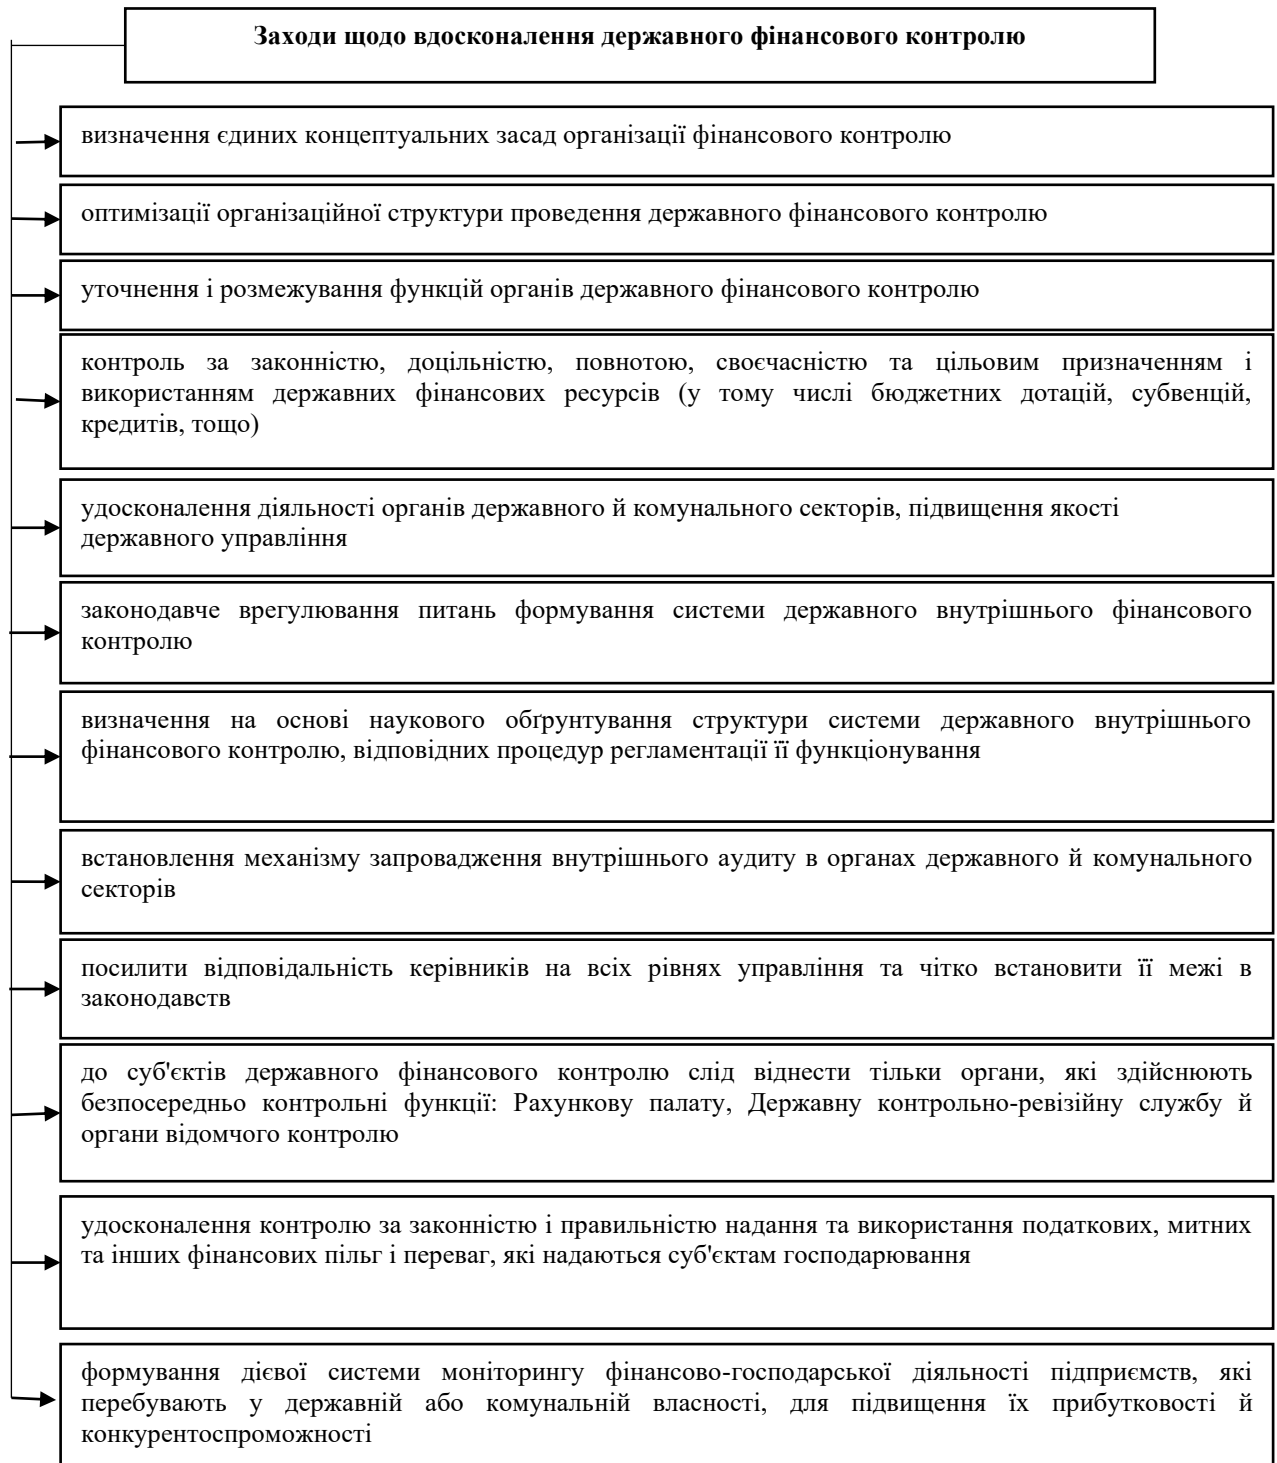 Заходи щодо вдосконалення державного фінансового контролю
визначення єдиних концептуальних засад організації фінансового контролю
оптимізації організаційної структури проведення державного фінансового контролю
уточнення і розмежування функцій органів державного фінансового контролю
контроль за законністю, доцільністю, повнотою, своєчасністю та цільовим призначенням і
використанням державних фінансових ресурсів (у тому числі бюджетних дотацій, субвенцій,
кредитів, тощо)
удосконалення діяльності органів державного й комунального секторів, підвищення якості
державного управління
законодавче врегулювання питань формування системи державного внутрішнього фінансового
контролю
визначення на основі наукового обґрунтування структури системи державного внутрішнього
фінансового контролю, відповідних процедур регламентації її функціонування
встановлення механізму запровадження внутрішнього аудиту в органах державного й комунального
секторів
посилити відповідальність керівників на всіх рівнях управління та чітко встановити її межі в
законодавств
до суб'єктів державного фінансового контролю слід віднести тільки органи, які здійснюють
безпосередньо контрольні функції: Рахункову палату, Державну контрольно-ревізійну службу й
органи відомчого контролю
удосконалення контролю за законністю і правильністю надання та використання податкових, митних
та інших фінансових пільг і переваг, які надаються суб'єктам господарювання
формування дієвої системи моніторингу фінансово-господарської діяльності підприємств, які
перебувають у державній або комунальній власності, для підвищення їх прибутковості й
конкурентоспроможності